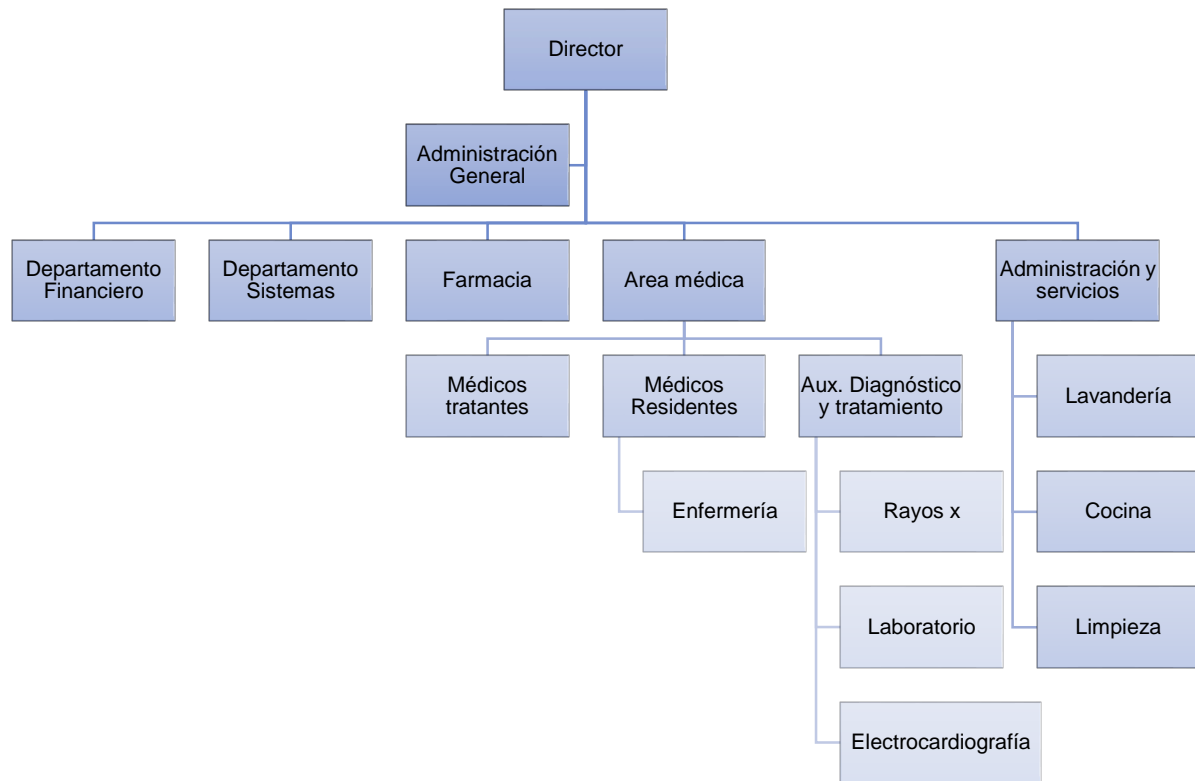 Director
Administración
General
Departamento
Financiero
Departamento
Sistemas
Farmacia
Area médica
Administración y
servicios
Médicos
tratantes
Médicos
Residentes
Aux. Diagnóstico
y tratamiento
Lavandería
Enfermería
Rayos x
Cocina
Laboratorio
Limpieza
Electrocardiografía